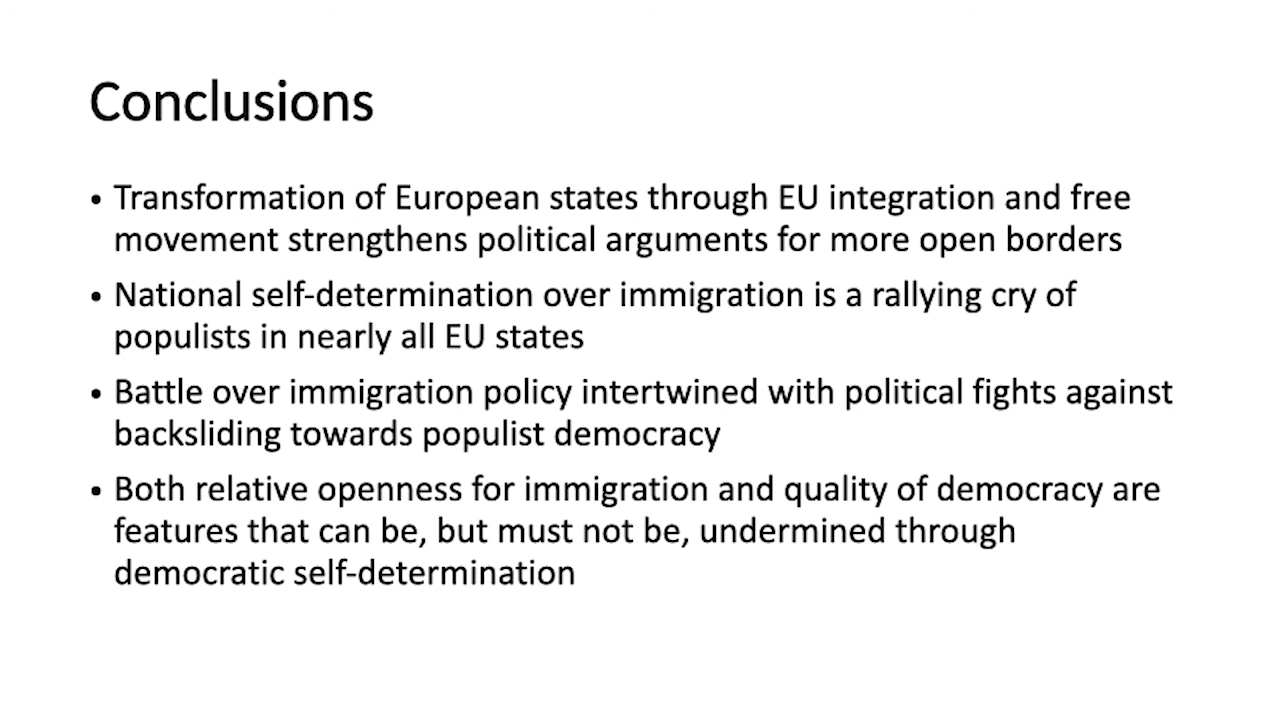 Conclusions
• Transformation of European states through EU integration and free
movement strengthens political arguments for more open borders
• National self-determination over immigration is a rallying cry of
populists in nearly all EU states
• Battle over immigration policy intertwined with political fights against
backsliding towards populist democracy
• Both relative openness for immigration and quality of democracy are
features that can be, but must not be, undermined through
democratic self-determination